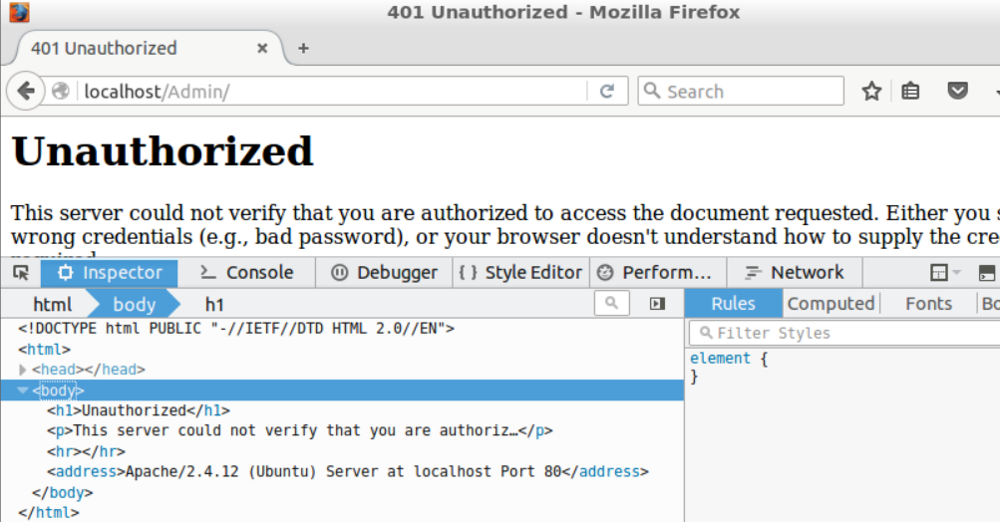 401 Unauthorized - Mozilla Firefox
401 Unauthorized × +
localhost/Admin/ Search
Unauthorized
This server could not verify that you are authorized to access the document requested. Either you
wrong credentials (e.g., bad password), or your browser doesn't understand how to supply the
Inspector Console Debugger { } Style Editor Perform... Network
html body h1 Rules Computed Fonts
<!DOCTYPE html PUBLIC "-//IETF//DTD HTML 2.0//EN"> Filter Styles
<html> element {
<head></head> }
<body>
<h1>Unauthorized</h1>
<p>This server could not verify that you are authoriz…</p>
<hr></hr>
<address>Apache/2.4.12 (Ubuntu) Server at localhost Port 80</address>
</body>
</html>